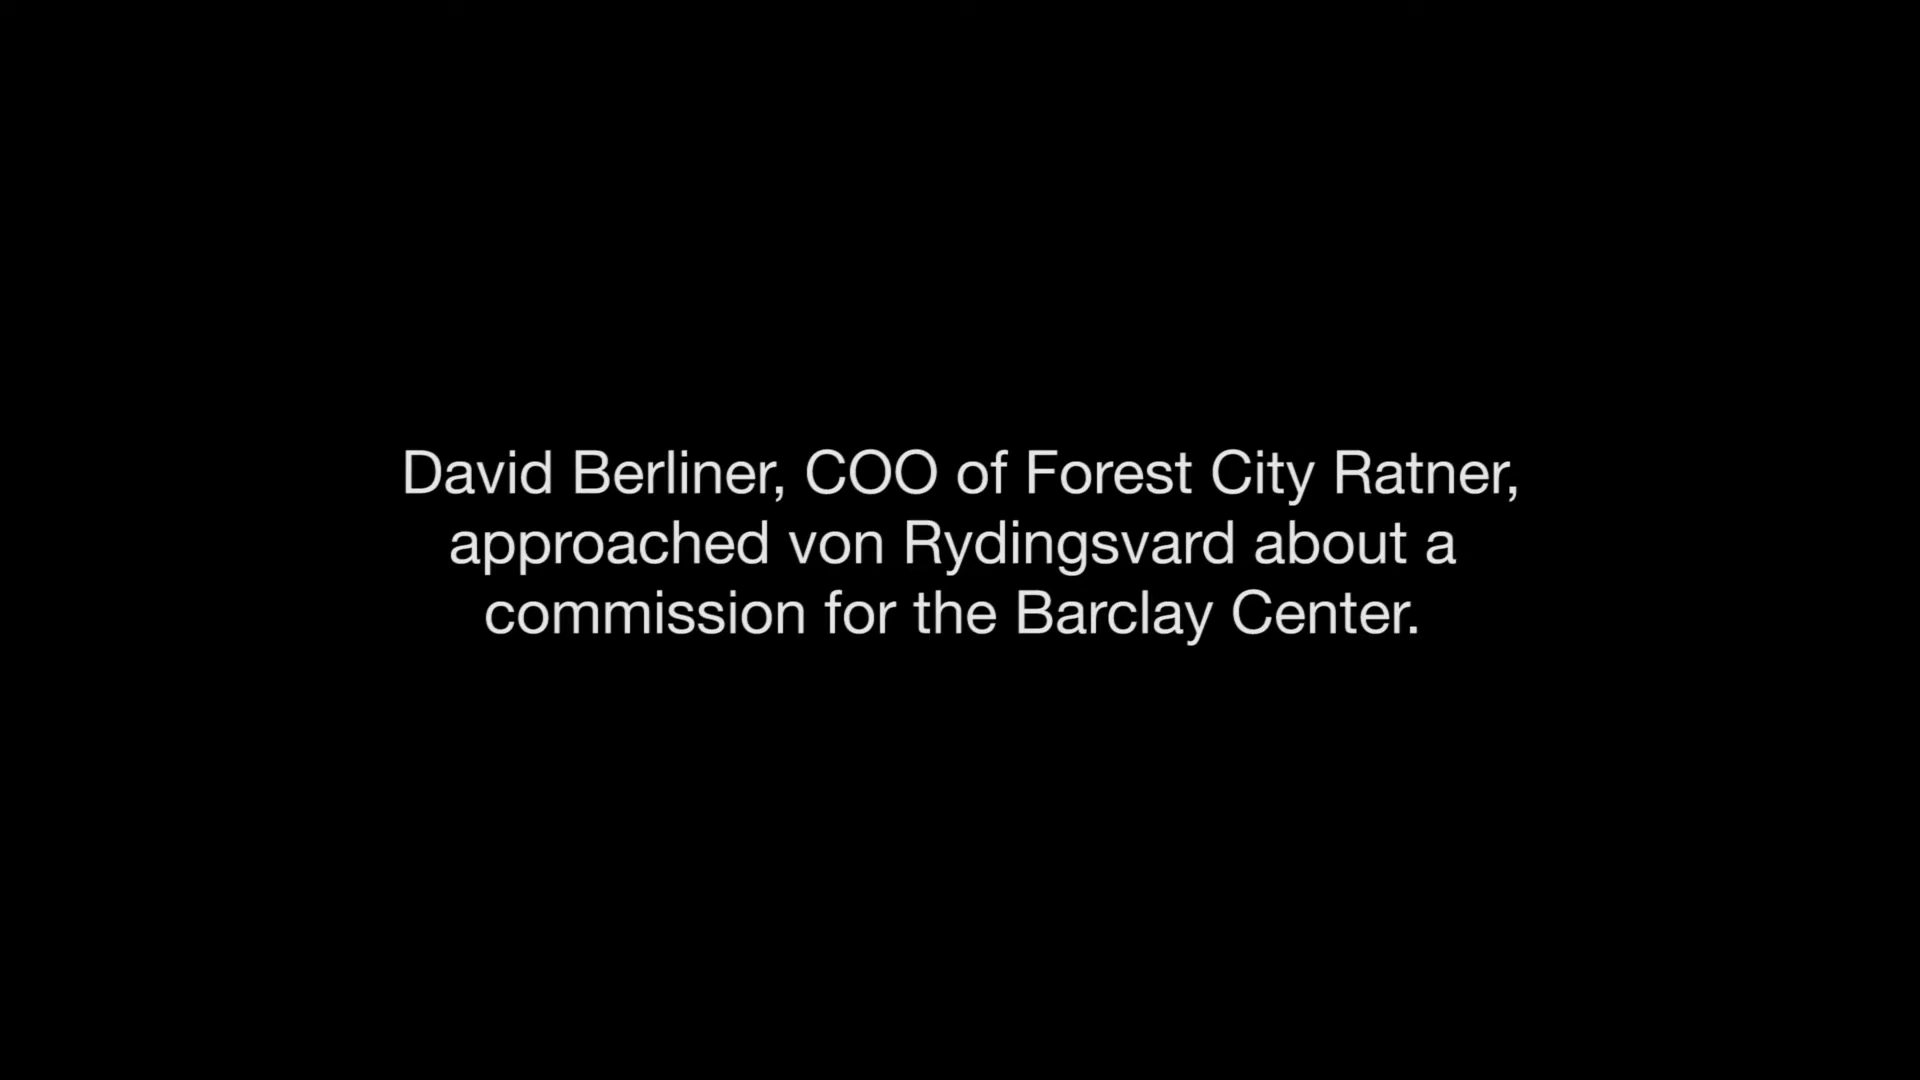 David Berliner, COO of Forest City Ratner,
approached von Rydingsvard about a
commission for the Barclay Center.